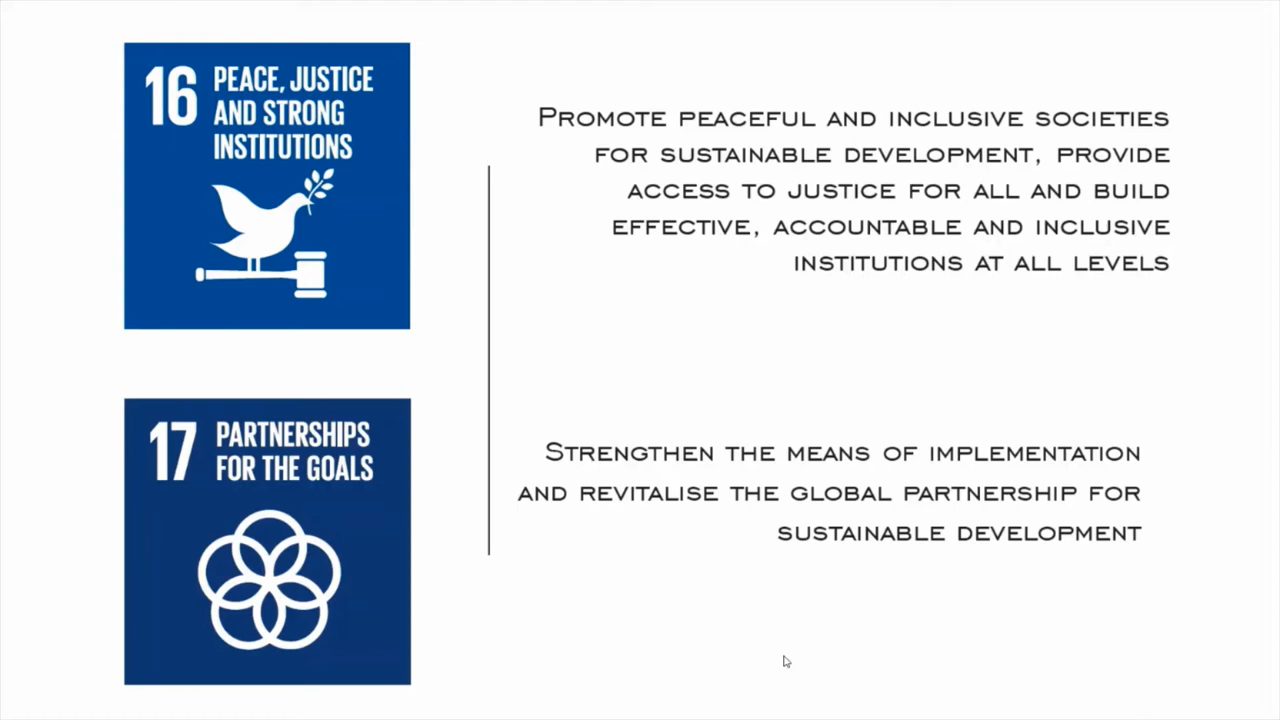 16 PEACE, JUSTICE
AND STRONG
INSTITUTIONS
Promote peaceful and inclusive societies
for sustainable development, provide
access to justice for all and build
effective, accountable and inclusive
institutions at all levels
17 PARTNERSHIPS
FOR THE GOALS
Strengthen the means of implementation
and revitalise the global partnership for
sustainable development